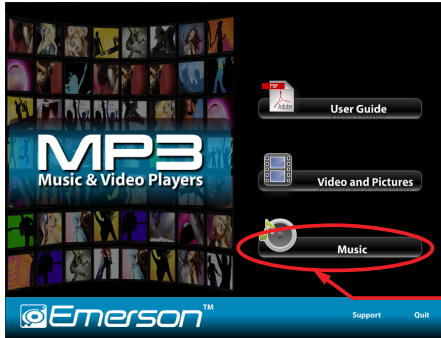 MP3
Music & Video Players
PDF
Adobe
User Guide
Video and Pictures
Music
Emerson™
Support
Quit